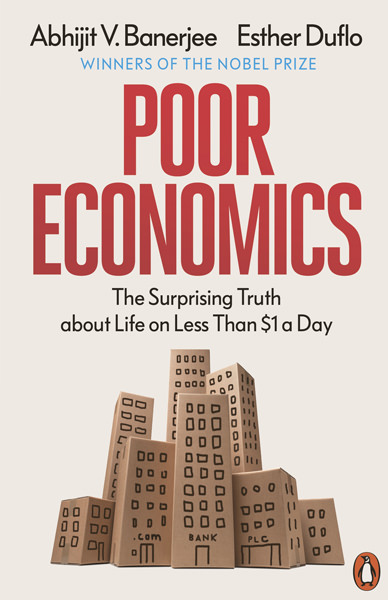 Abhijit V. Banerjee Esther Duflo
WINNERS OF THE NOBEL PRIZE
POOR
ECONOMICS
The Surprising Truth
about Life on Less Than $1 a Day
.com
BANK
PLC